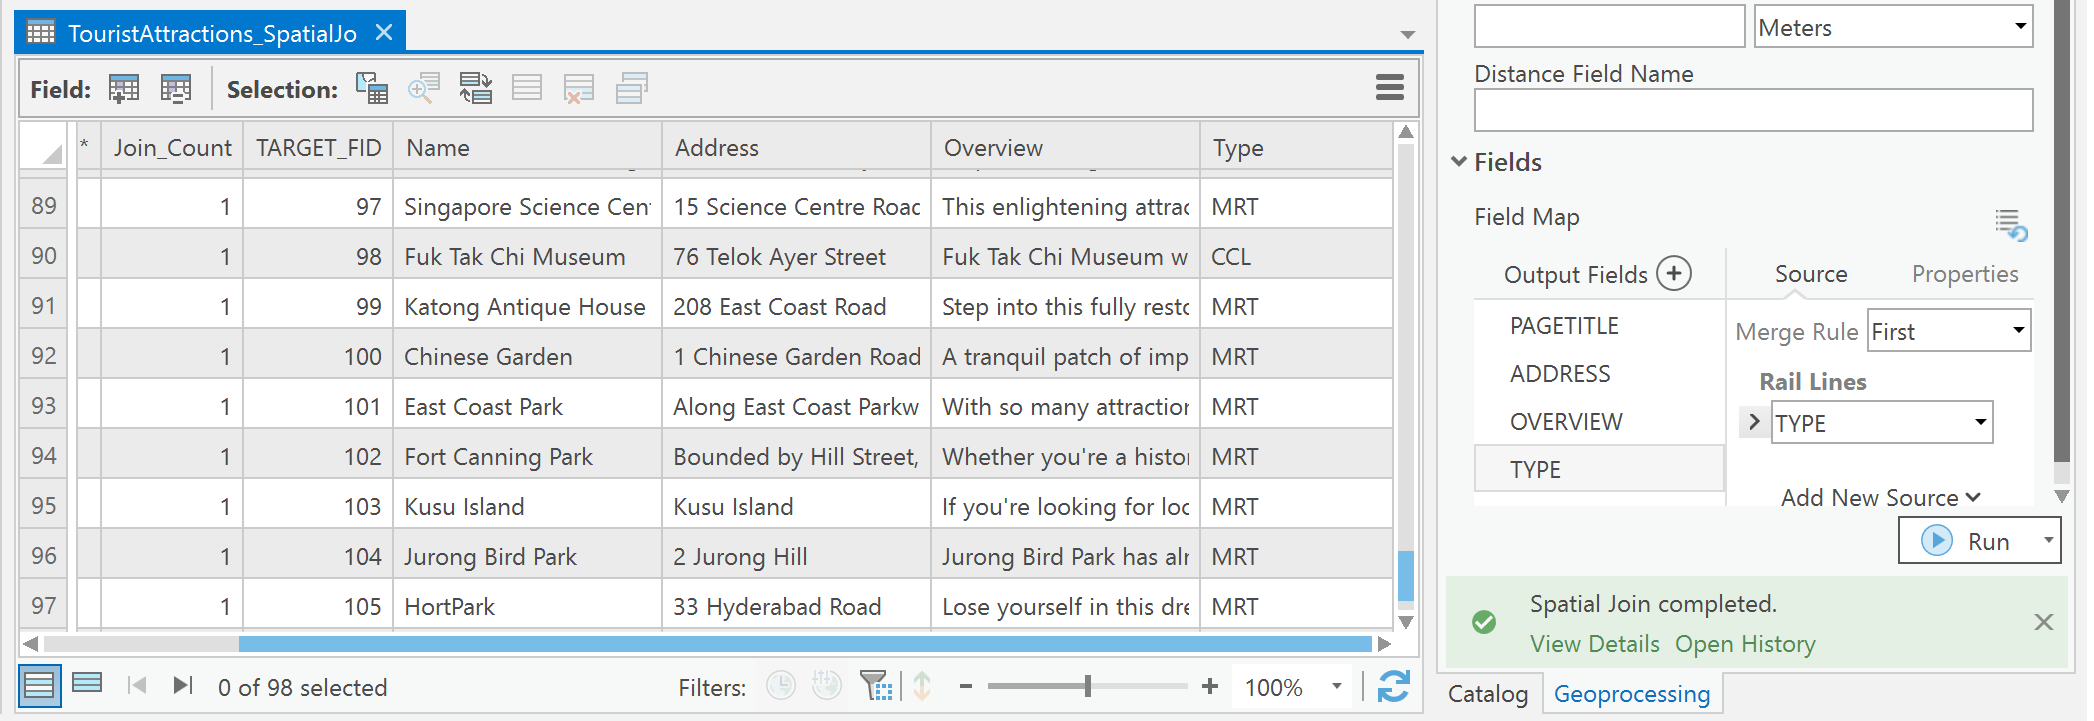 TouristAttractions_SpatialJo
Field: Selection:
* Join_Count TARGET_FID Name Address Overview Type
89 1 97 Singapore Science Cen 15 Science Centre Road This enlightening attrac MRT
90 1 98 Fuk Tak Chi Museum 76 Telok Ayer Street Fuk Tak Chi Museum w CCL
91 1 99 Katong Antique House 208 East Coast Road Step into this fully resto MRT
92 1 100 Chinese Garden 1 Chinese Garden Road A tranquil patch of imp MRT
93 1 101 East Coast Park Along East Coast Parkw With so many attraction MRT
94 1 102 Fort Canning Park Bounded by Hill Street, Whether you're a histor MRT
95 1 103 Kusu Island Kusu Island If you're looking for loc MRT
96 1 104 Jurong Bird Park 2 Jurong Hill Jurong Bird Park has alr MRT
97 1 105 HortPark 33 Hyderabad Road Lose yourself in this dre MRT
0 of 98 selected Filters: 100%
Meters
Distance Field Name
Fields
Field Map
Output Fields Source Properties
PAGETITLE
ADDRESS
OVERVIEW
TYPE
Merge Rule First
Rail Lines
TYPE
Add New Source
Run
Spatial Join completed.
View Details Open History
Catalog Geoprocessing